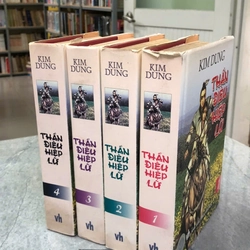 KIM
DUNG
THẦN
ĐIÊU
HIỆP
LỮ
4
vh
KIM
DUNG
THẦN
ĐIÊU
HIỆP
LỮ
3
vh
KIM
DUNG
THẦN
ĐIÊU
HIỆP
LỮ
2
vh
KIM
DUNG
THẦN
ĐIÊU
HIỆP
LỮ
1
KIM DUNG
THẦN
ĐIÊU
HIỆP
LỮ